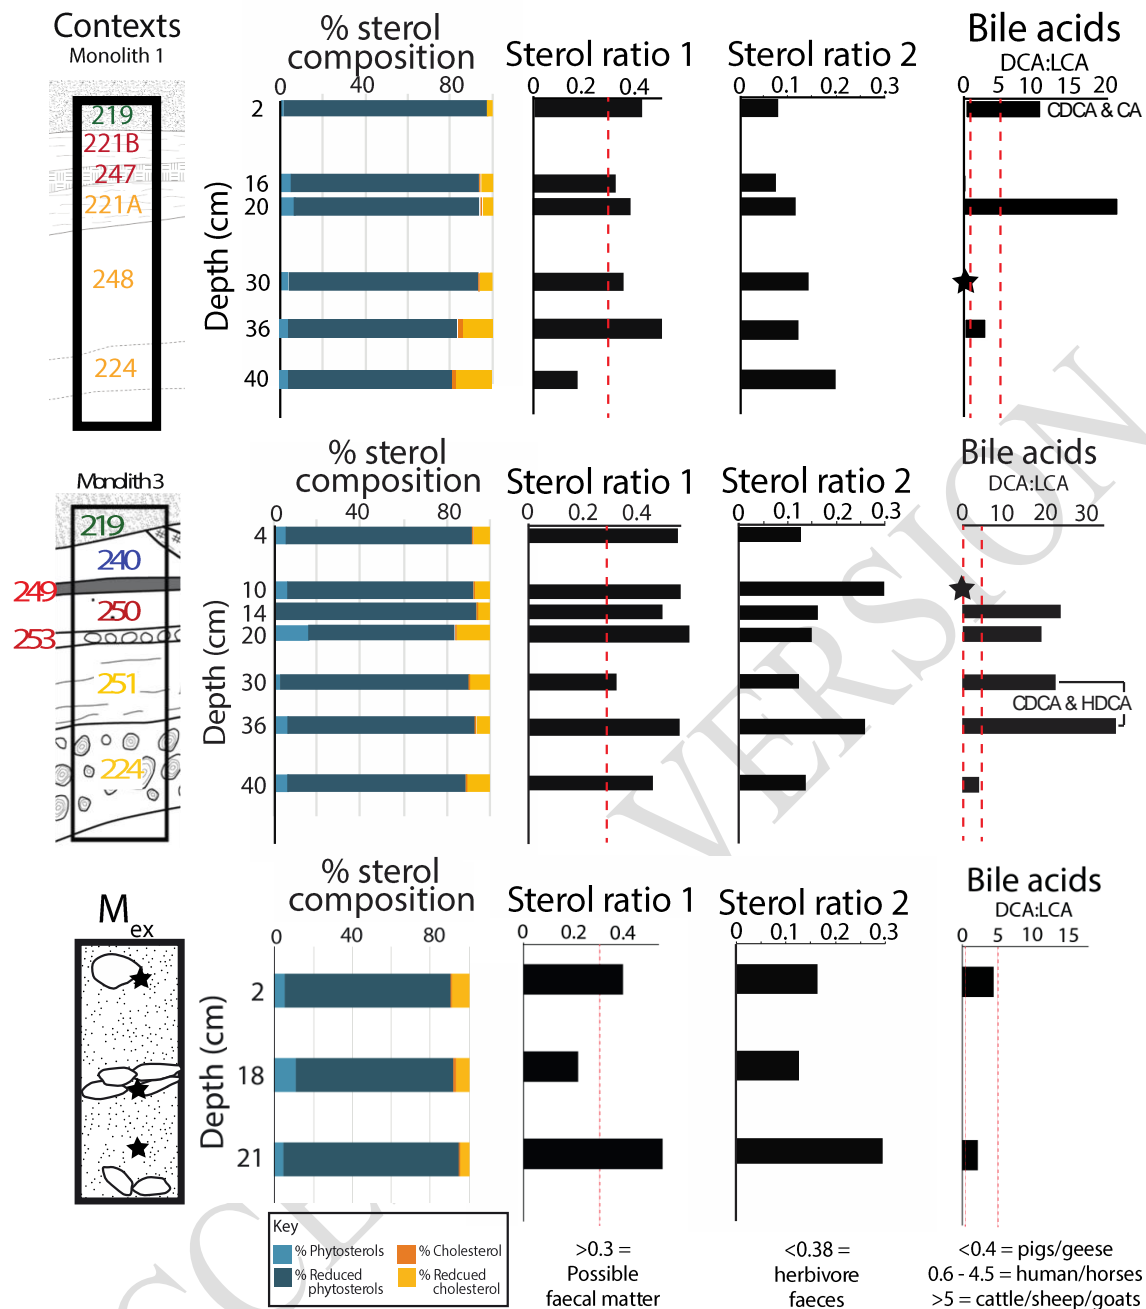 Contexts
Monolith 1
% sterol
composition
Sterol ratio 1
Sterol ratio 2
Bile acids
DCA:LCA
0 40 80
0 0.2 0.4
0 0.1 0.2 0.3
0 5 10 15 20
219
221B
247
221A
248
224
Depth (cm)
2
16
20
30
36
40
CDCA & CA
Monolith 3
% sterol
composition
Sterol ratio 1
Sterol ratio 2
Bile acids
DCA:LCA
0 40 80
0 0.2 0.4
0 0.1 0.2 0.3
0 10 20 30
219
240
249
250
253
251
224
Depth (cm)
4
10
14
20
30
36
40
CDCA & HDCA
Mex
% sterol
composition
Sterol ratio 1
Sterol ratio 2
Bile acids
DCA:LCA
0 40 80
0 0.2 0.4
0 0.1 0.2 0.3
0 5 10 15
Depth (cm)
2
18
21
Key
% Phytosterols
% Cholesterol
% Reduced
phytosterols
% Redcued
cholesterol
>0.3 =
Possible
faecal matter
<0.38 =
herbivore
faeces
<0.4 = pigs/geese
0.6 - 4.5 = human/horses
>5 = cattle/sheep/goats
VERSION